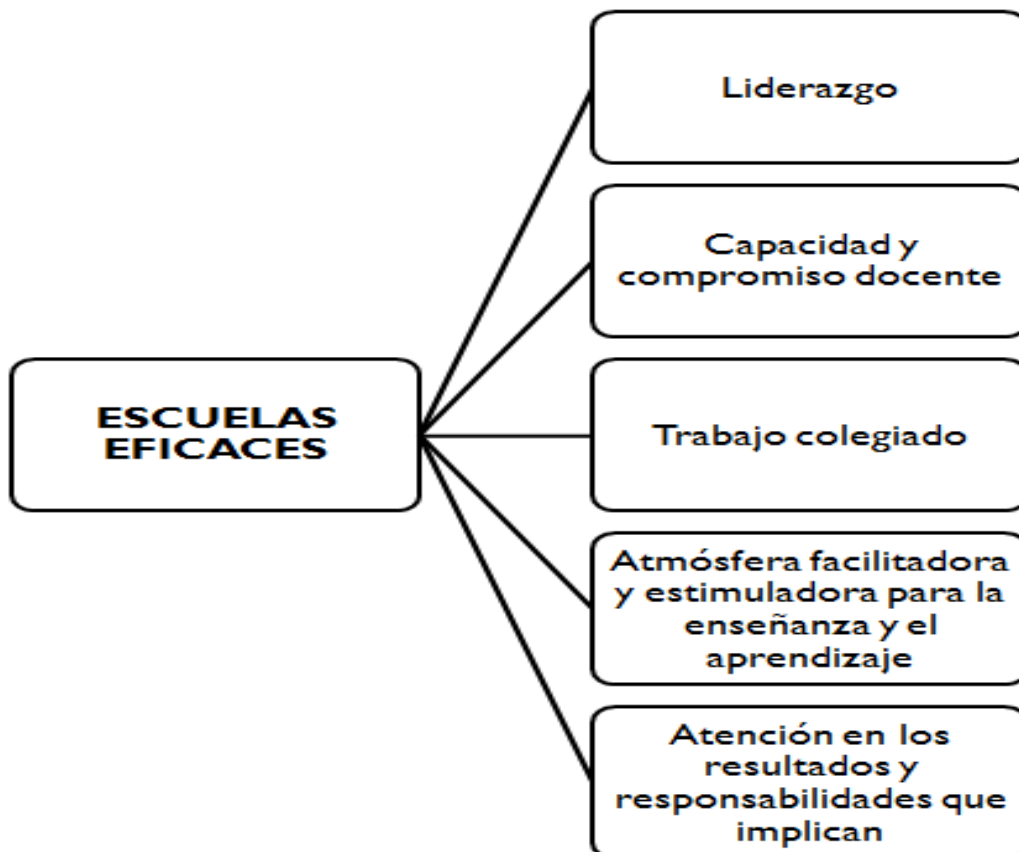 Liderazgo
Capacidad y
compromiso docente
ESCUELAS
EFICACES
Trabajo colegiado
Atmósfera facilitadora
y estimuladora para la
enseñanza y el
aprendizaje
Atención en los
resultados y
responsabilidades que
implican